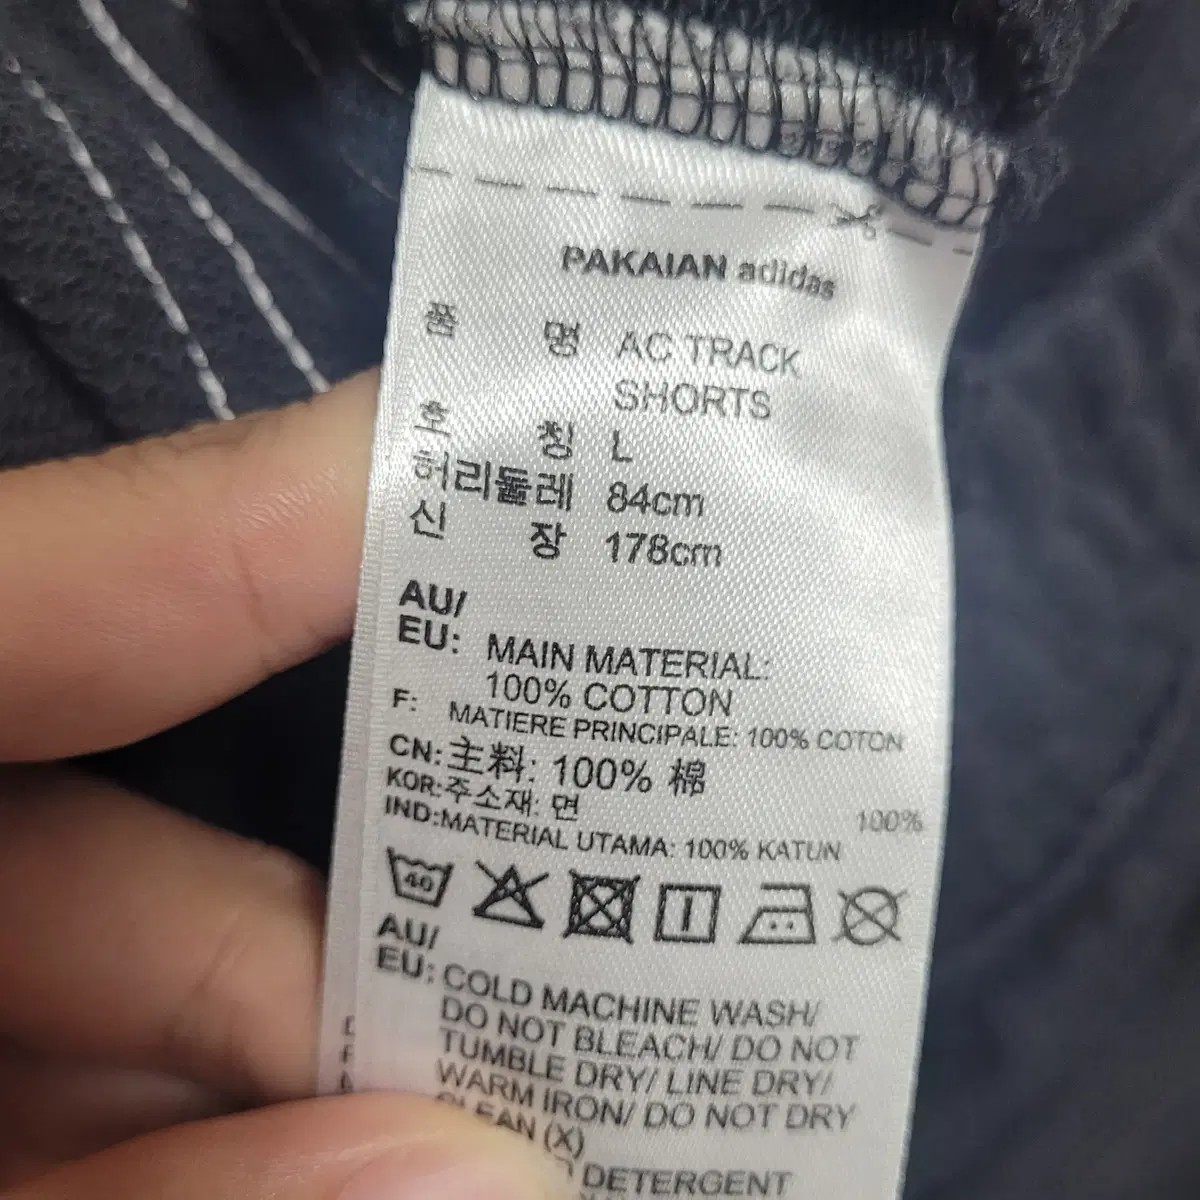 PAKAIAN adidas
품 명 AC TRACK
SHORTS
호 칭 L
허리둘레 84cm
신 장 178cm
AU/
EU: MAIN MATERIAL:
100% COTTON
F: MATIERE PRINCIPALE: 100% COTON
CN: 主料: 100% 棉
KOR:주소재: 면 100%
IND:MATERIAL UTAMA: 100% KATUN
40
AU/
EU: COLD MACHINE WASH/
DO NOT BLEACH/ DO NOT
TUMBLE DRY/ LINE DRY/
WARM IRON/ DO NOT DRY
CLEAN (X)
DETERGENT